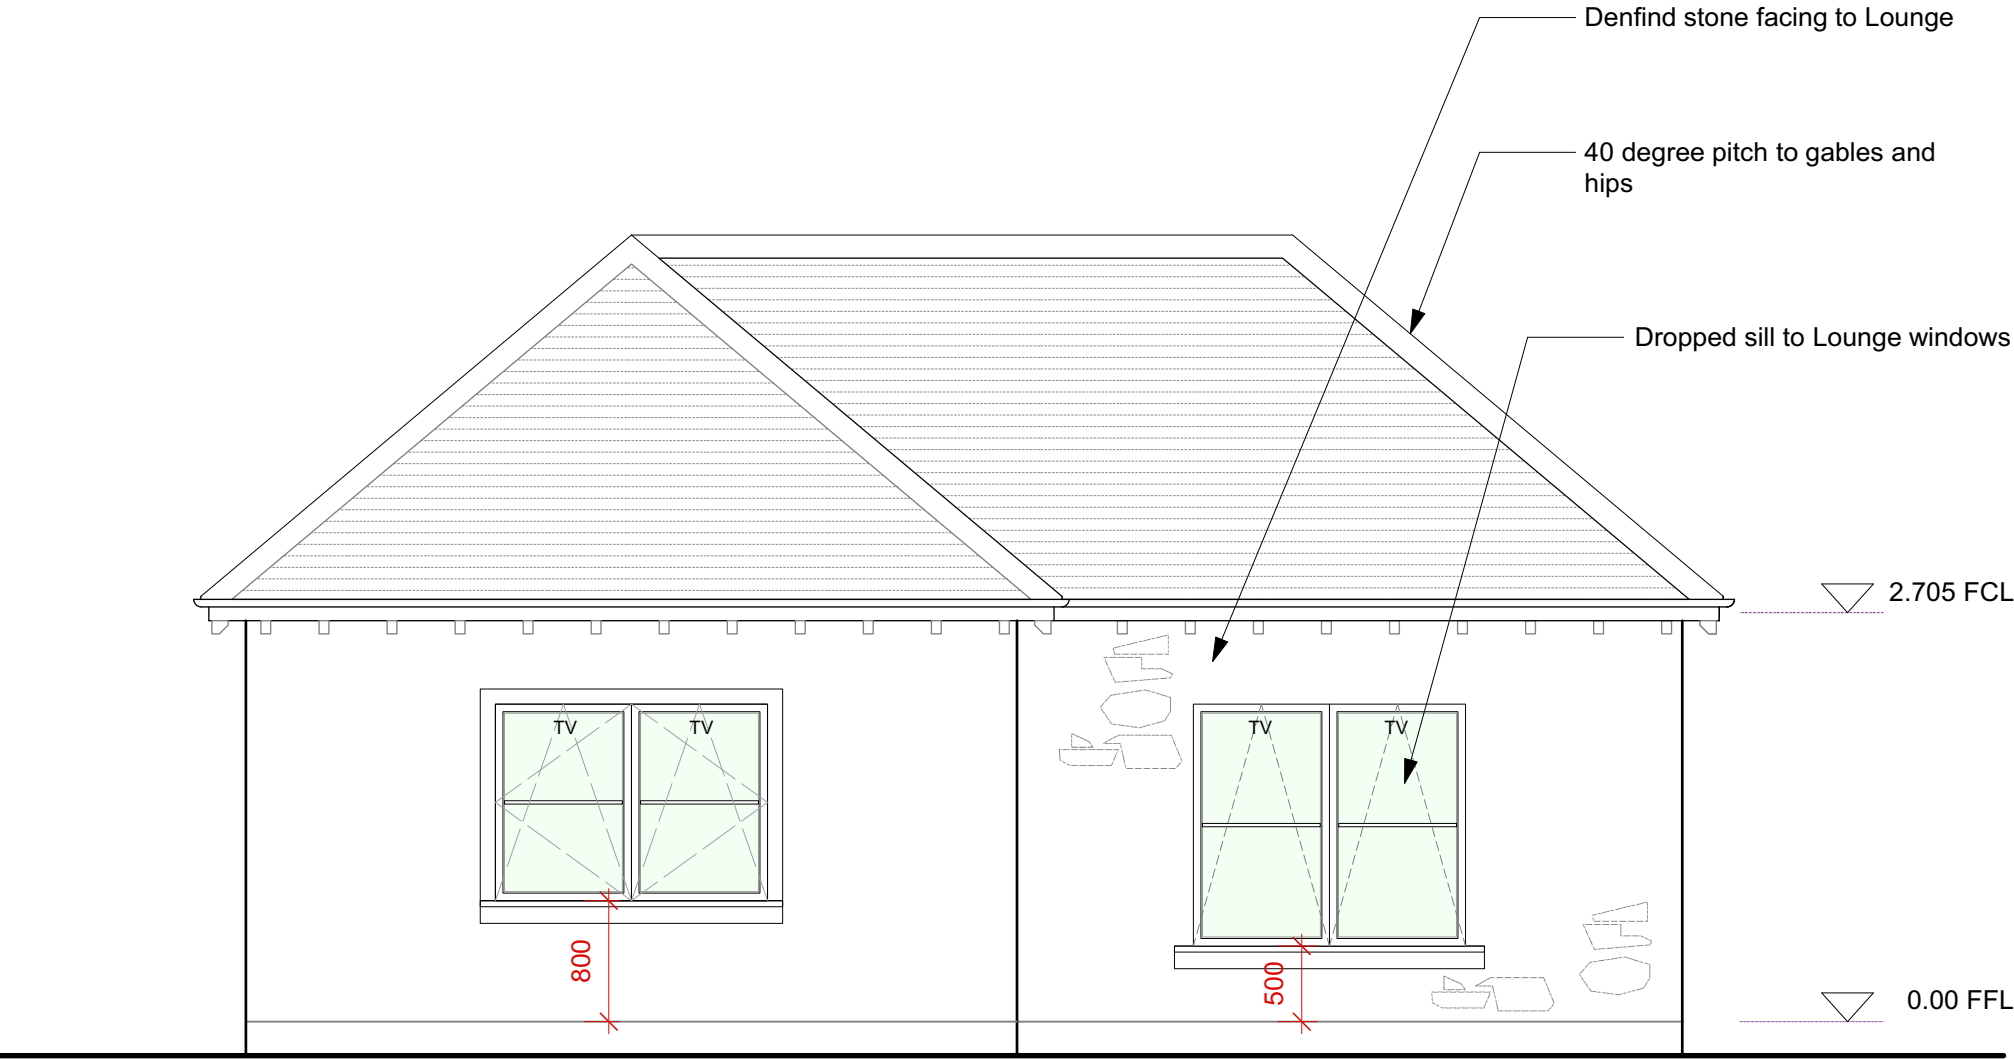 Denfind stone facing to Lounge
40 degree pitch to gables and
hips
Dropped sill to Lounge windows
2.705 FCL
TV
TV
TV
TV
800
500
0.00 FFL